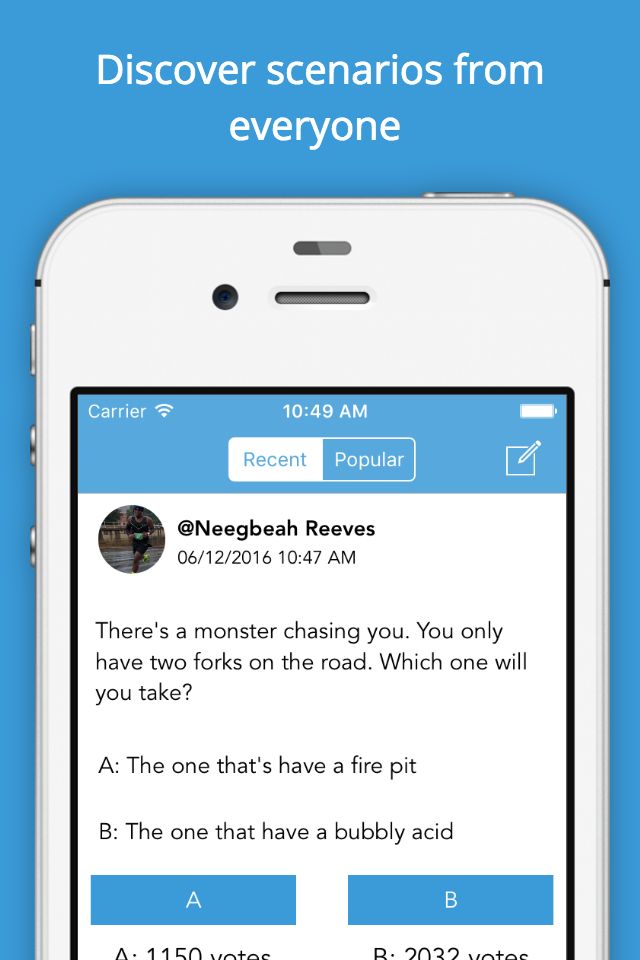 Discover scenarios from
everyone
Carrier 10:49 AM
Recent Popular
@Neegbeah Reeves
06/12/2016 10:47 AM
There's a monster chasing you. You only
have two forks on the road. Which one will
you take?
A: The one that's have a fire pit
B: The one that have a bubbly acid
A B
A: 1150 votes B: 2032 votes